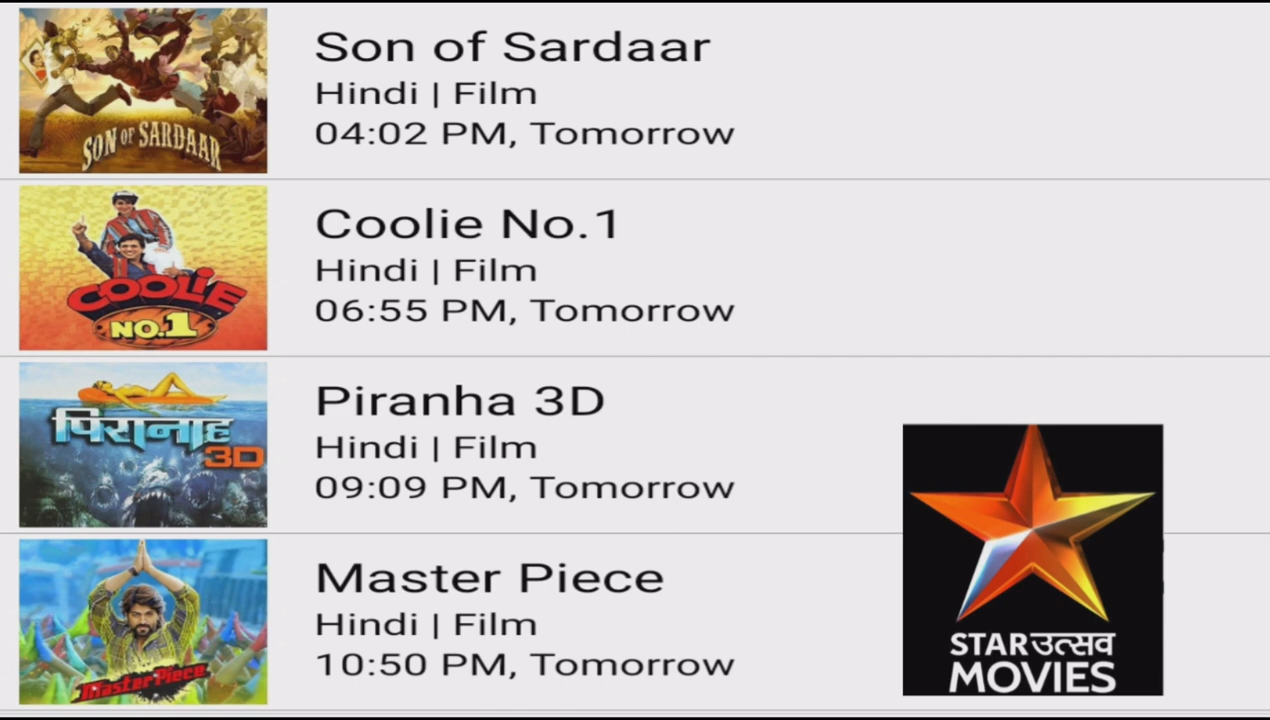 SON OF SARDAAR
Son of Sardaar
Hindi | Film
04:02 PM, Tomorrow
COOLIE
NO.1
Coolie No.1
Hindi | Film
06:55 PM, Tomorrow
पिरानाह
3D
Piranha 3D
Hindi | Film
09:09 PM, Tomorrow
Master Piece
Master Piece
Hindi | Film
10:50 PM, Tomorrow
STAR उत्सव
MOVIES